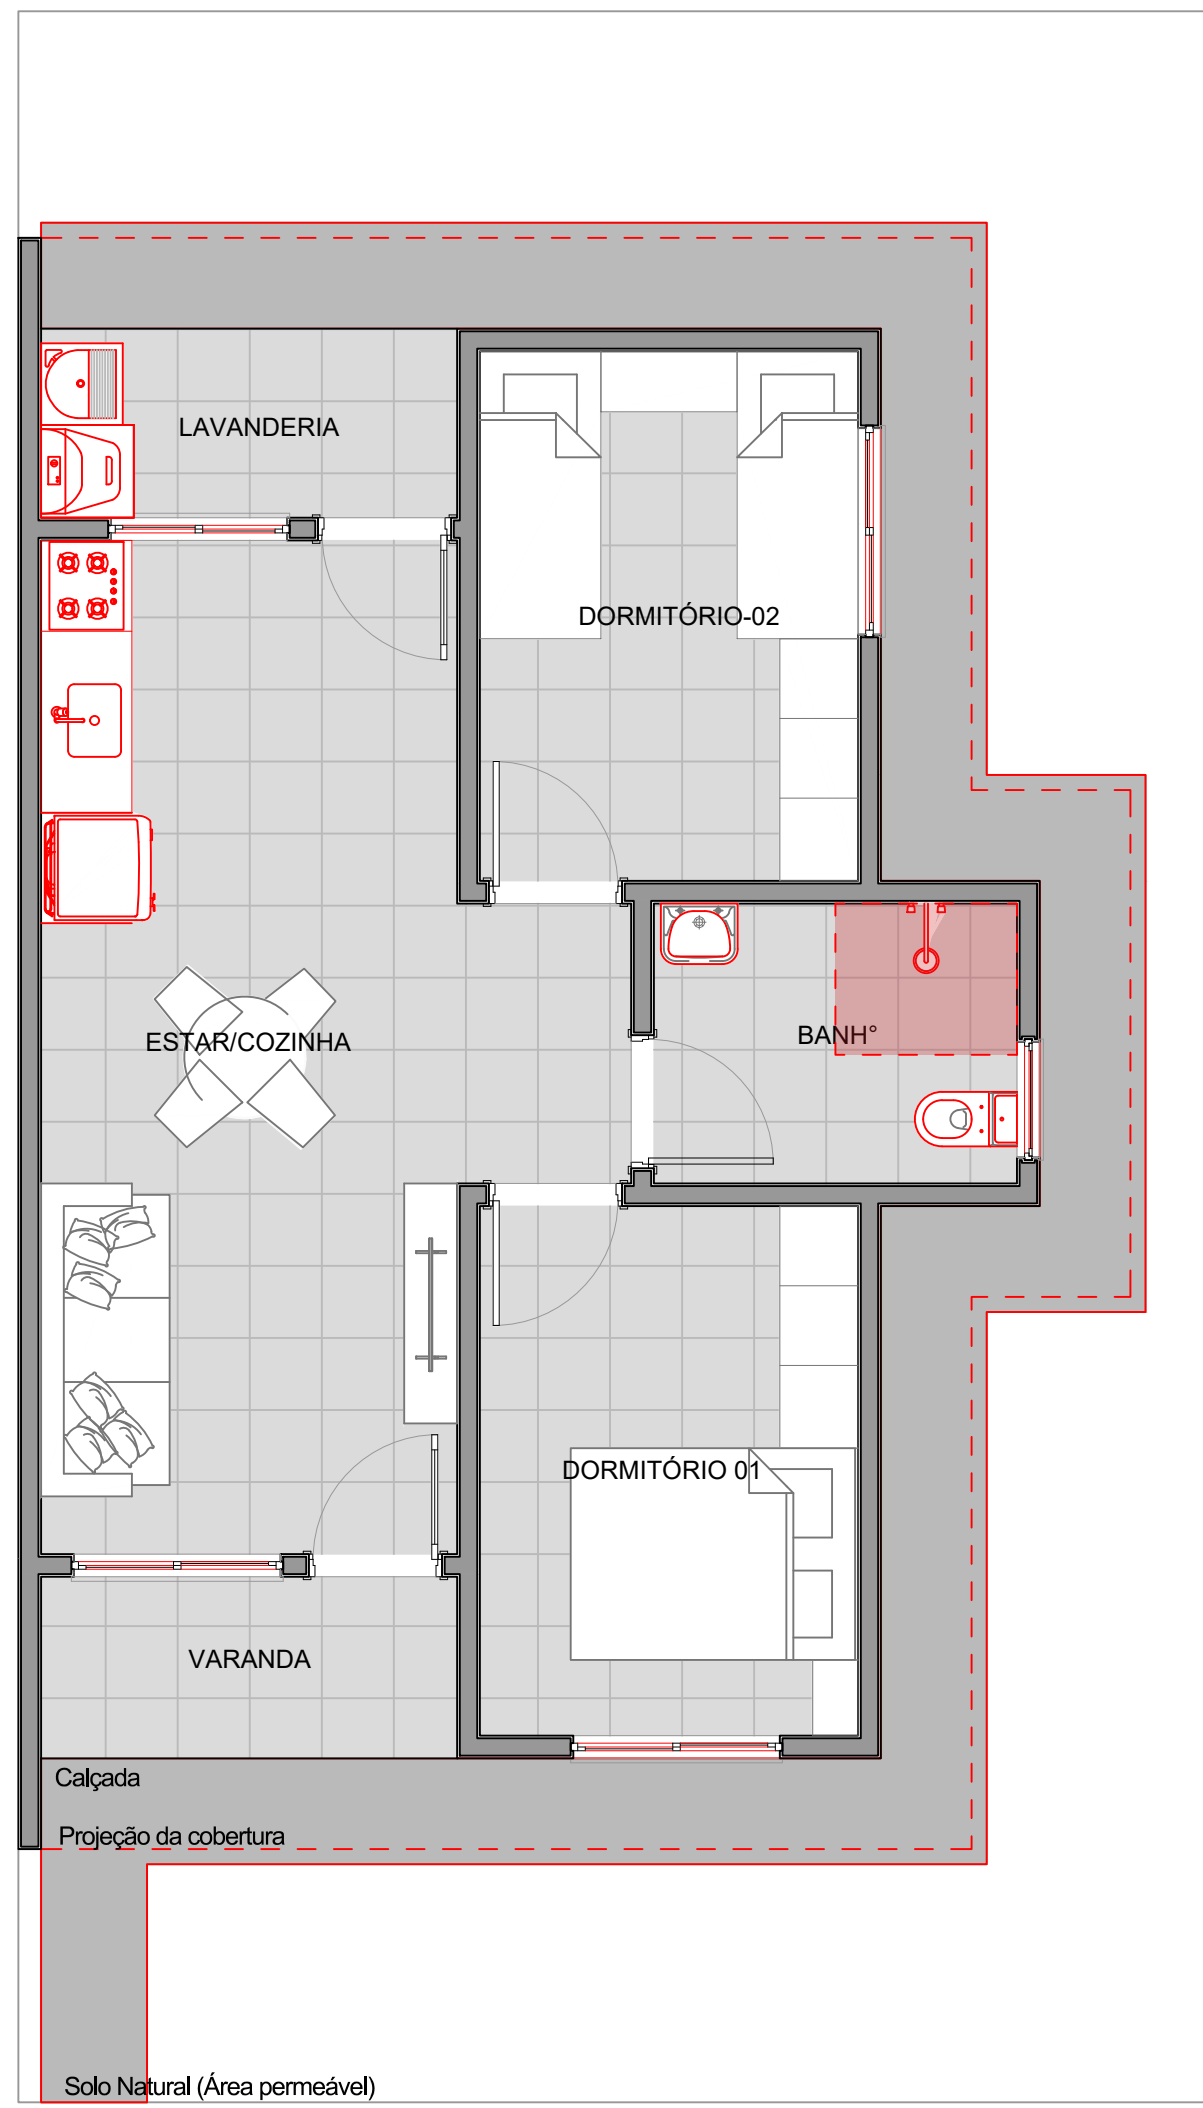 LAVANDERIA
DORMITÓRIO-02
BANH°
ESTAR/COZINHA
DORMITÓRIO 01
VARANDA
Calçada
Projeção da cobertura
Solo Natural (Área permeável)